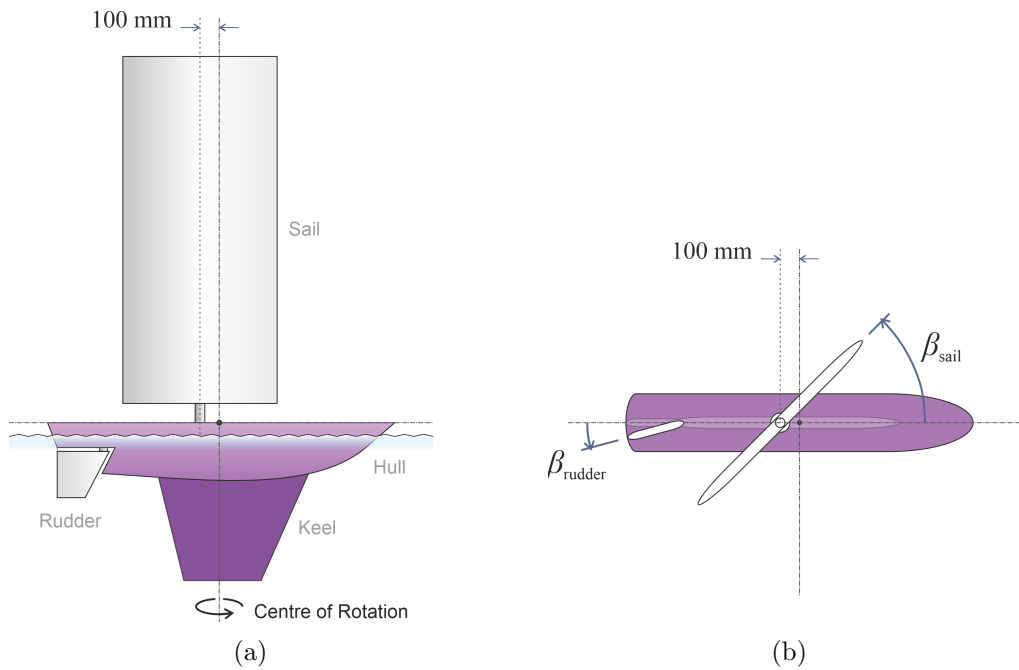 100 mm
Sail
Hull
Rudder
Keel
Centre of Rotation
(a)
100 mm
βsail
βrudder
(b)